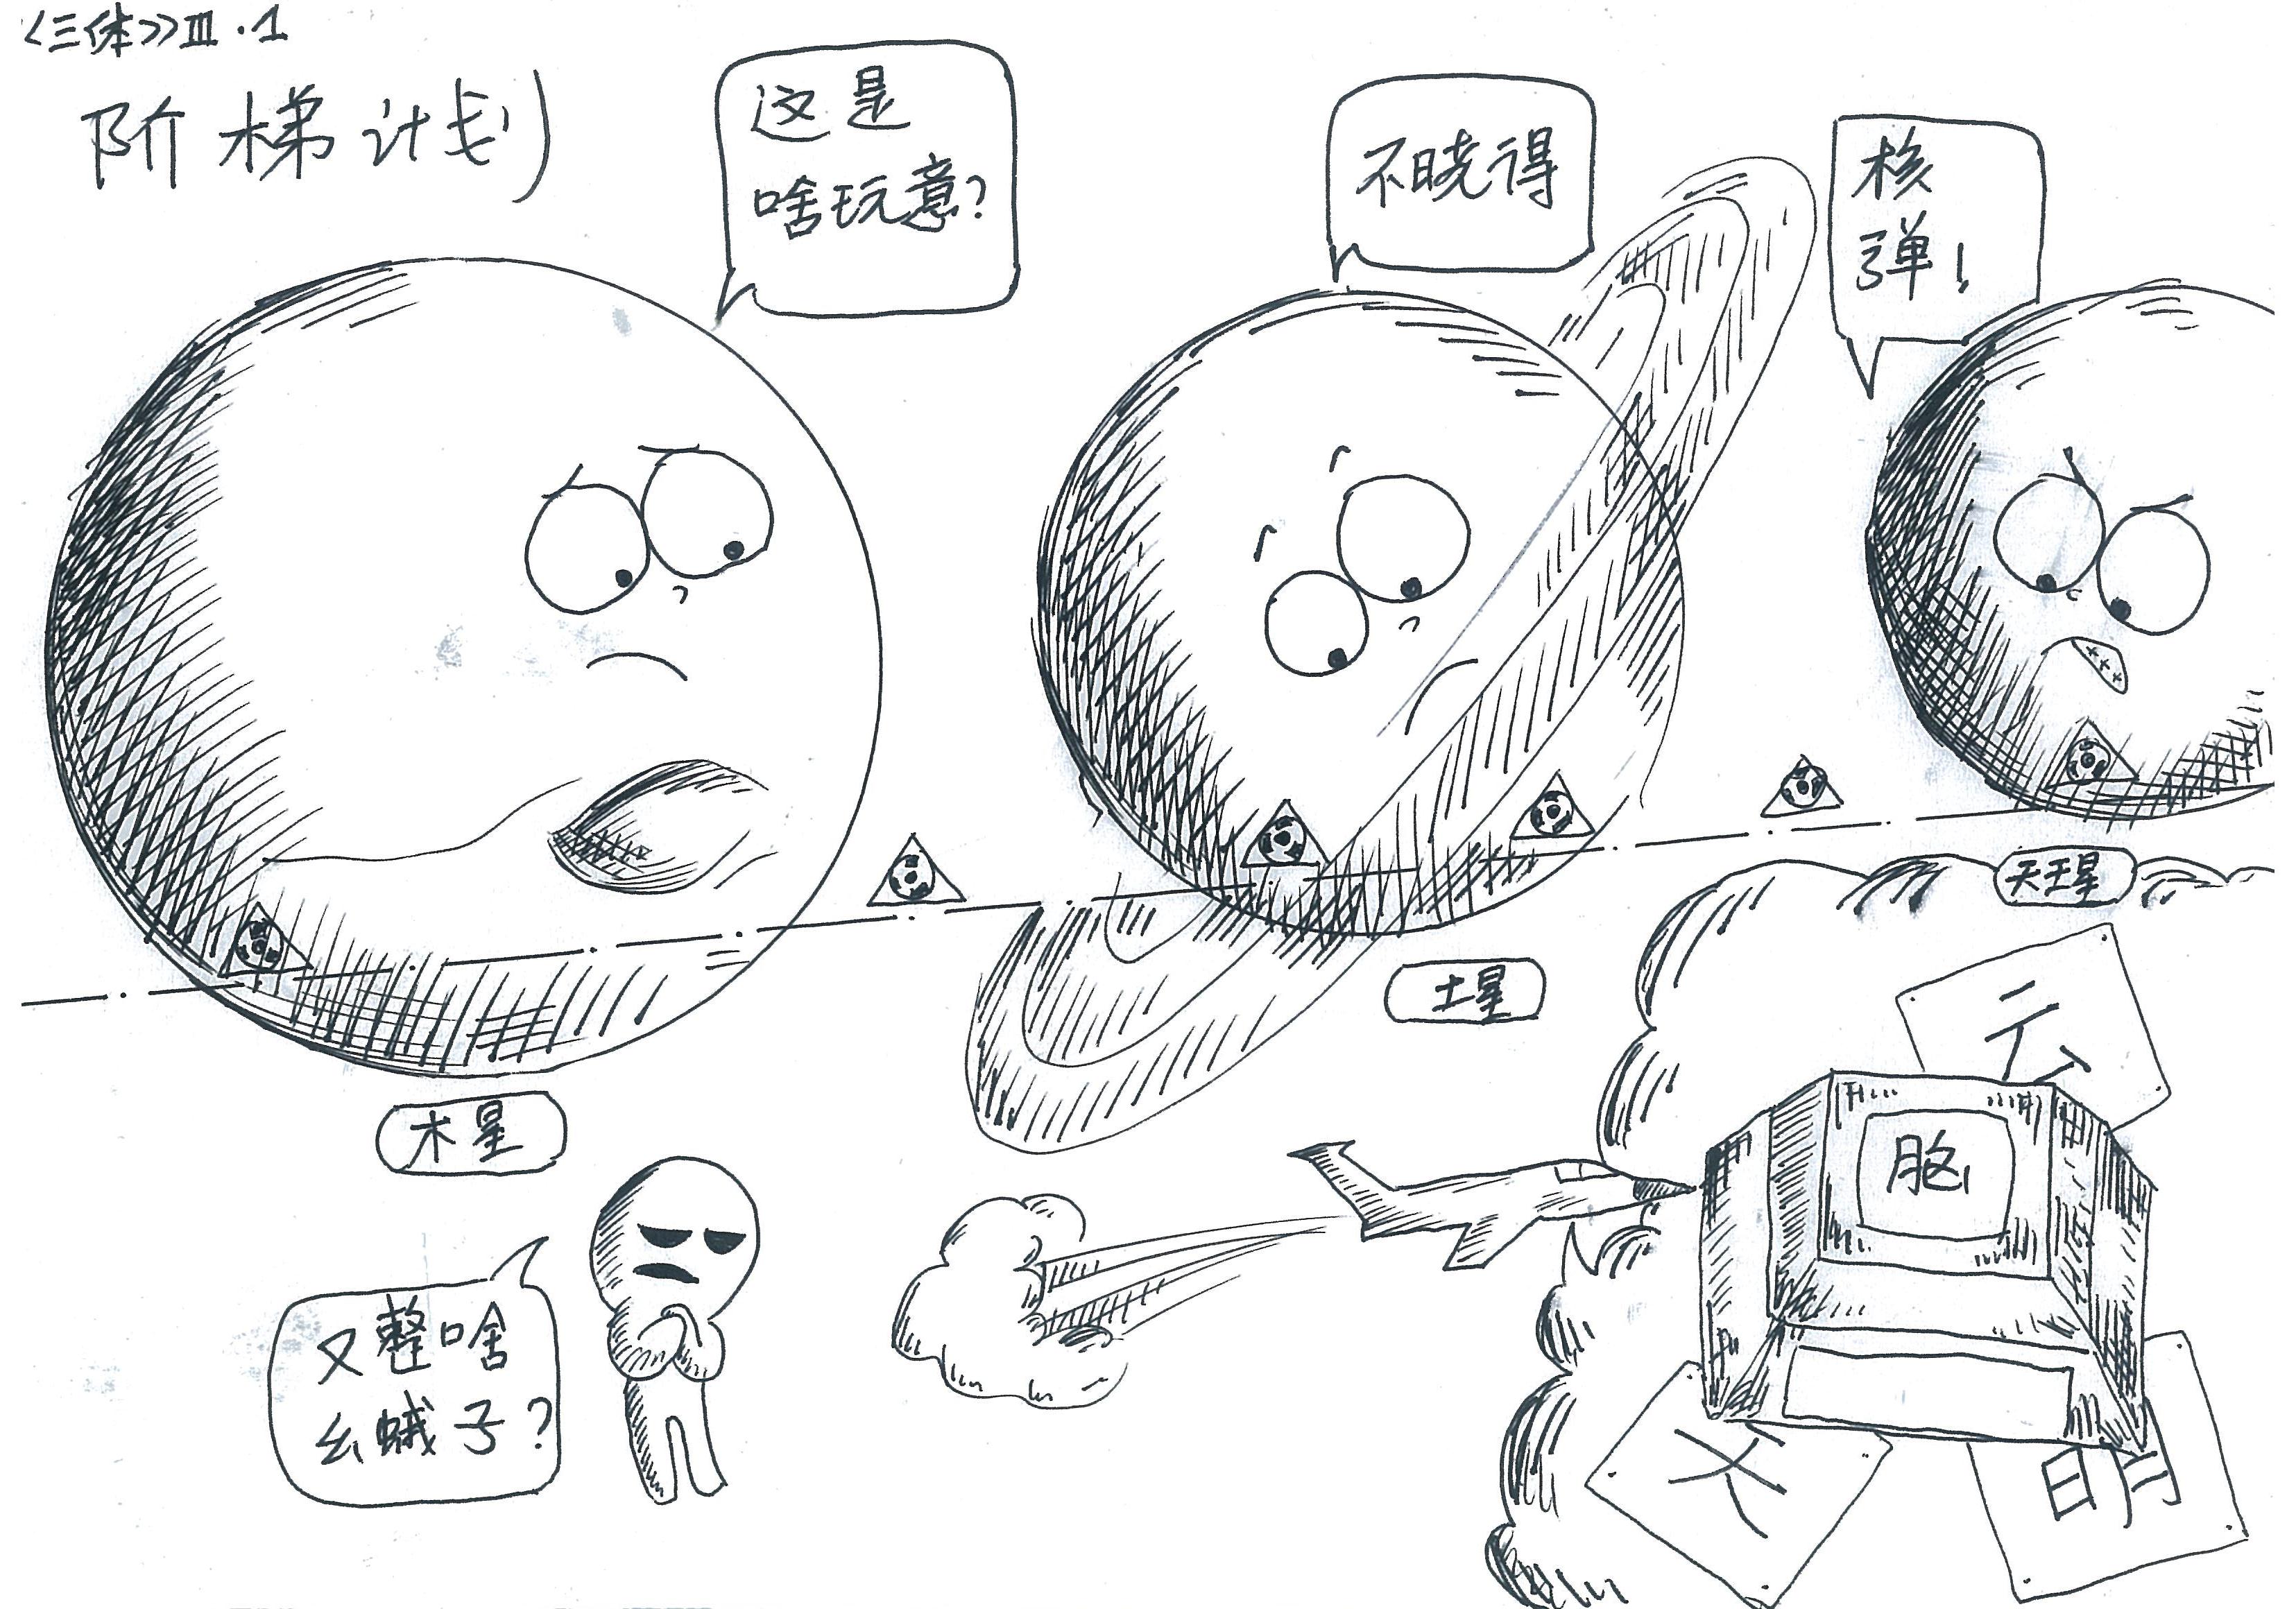 《三体》Ⅲ·1
阶梯计划
这是
啥玩意?
不晓得
核
弹!
木星
土星
天王星
又整啥
幺蛾子?
云
脑
天
明